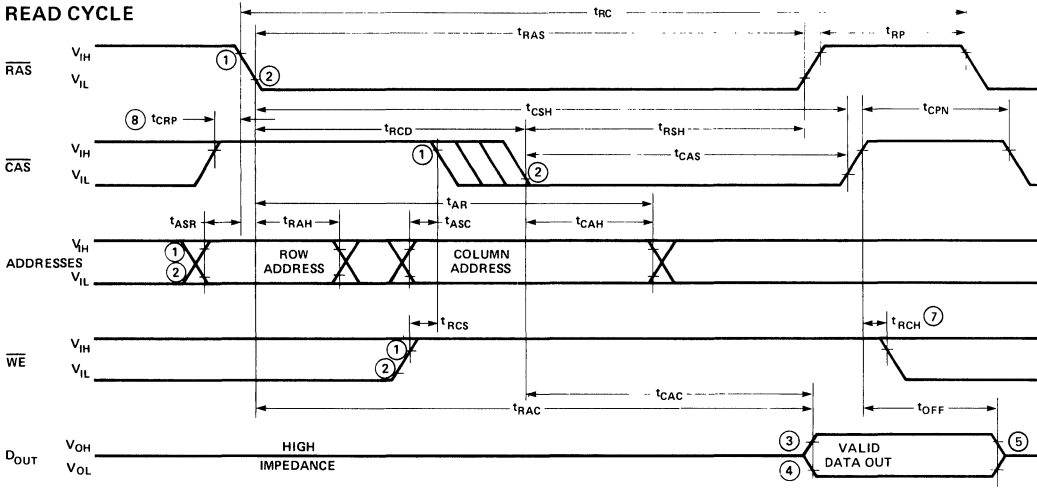 READ CYCLE
tRC
tRAS
tRP
RAS
VIH
VIL
1
2
tCSH
tCPN
8 tCRP
tRCD
tRSH
CAS
VIH
VIL
1
2
tCAS
tAR
tASR
tRAH
tASC
tCAH
ADDRESSES
VIH
VIL
1
2
ROW
ADDRESS
COLUMN
ADDRESS
tRCS
tRCH 7
WE
VIH
VIL
1
2
tCAC
tRAC
tOFF
DOUT
VOH
VOL
HIGH
IMPEDANCE
3
4
VALID
DATA OUT
5